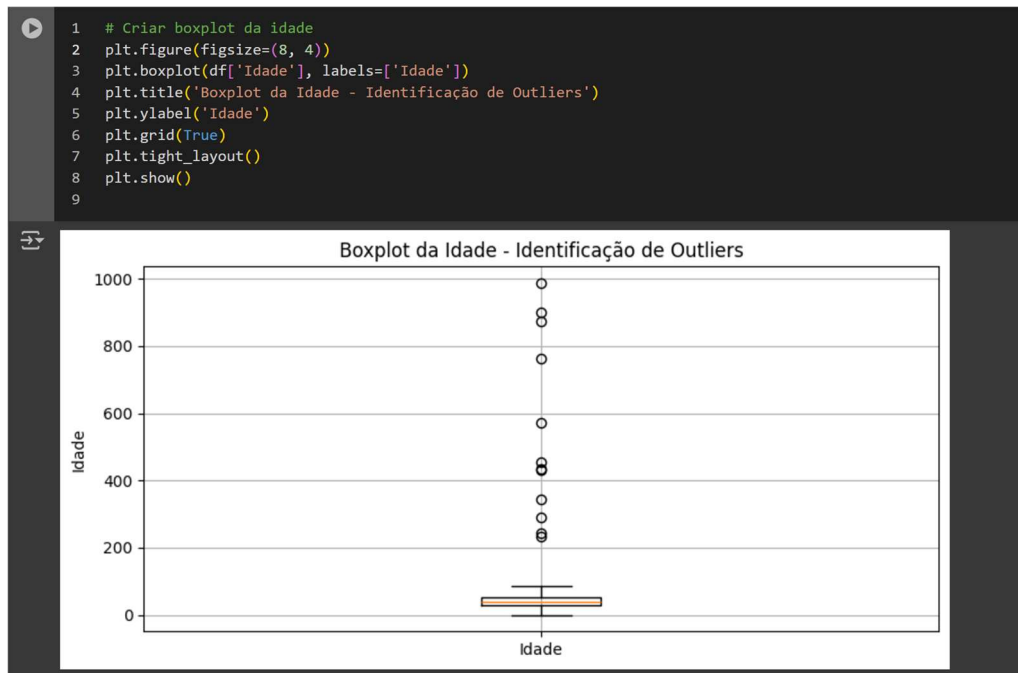 1 # Criar boxplot da idade
2 plt.figure(figsize=(8, 4))
3 plt.boxplot(df['Idade'], labels=['Idade'])
4 plt.title('Boxplot da Idade - Identificação de Outliers')
5 plt.ylabel('Idade')
6 plt.grid(True)
7 plt.tight_layout()
8 plt.show()
9
Boxplot da Idade - Identificação de Outliers
1000
800
600
Idade
400
200
0
Idade